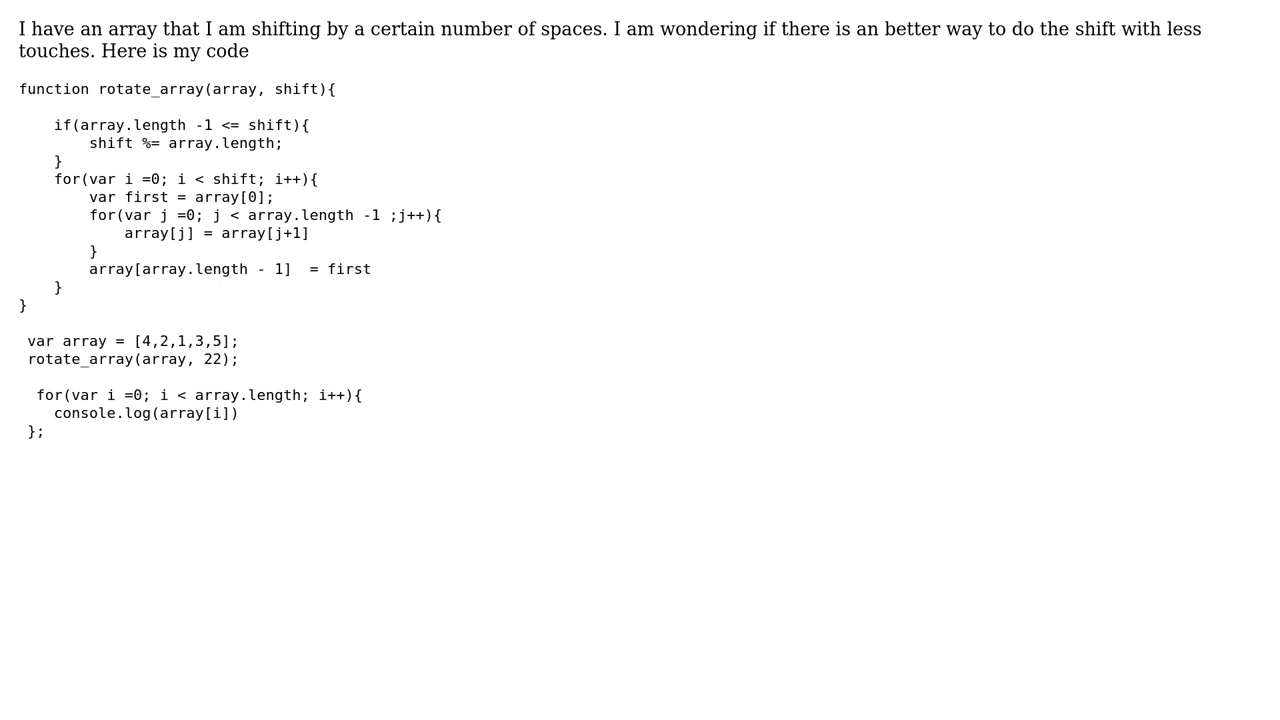 I have an array that I am shifting by a certain number of spaces. I am wondering if there is an better way to do the shift with less
touches. Here is my code
function rotate_array(array, shift){
    if(array.length -1 <= shift){
        shift %= array.length;
    }
    for(var i =0; i < shift; i++){
        var first = array[0];
        for(var j =0; j < array.length -1 ;j++){
            array[j] = array[j+1]
        }
        array[array.length - 1]  = first
    }
}
 var array = [4,2,1,3,5];
 rotate_array(array, 22);
  for(var i =0; i < array.length; i++){
    console.log(array[i])
 };